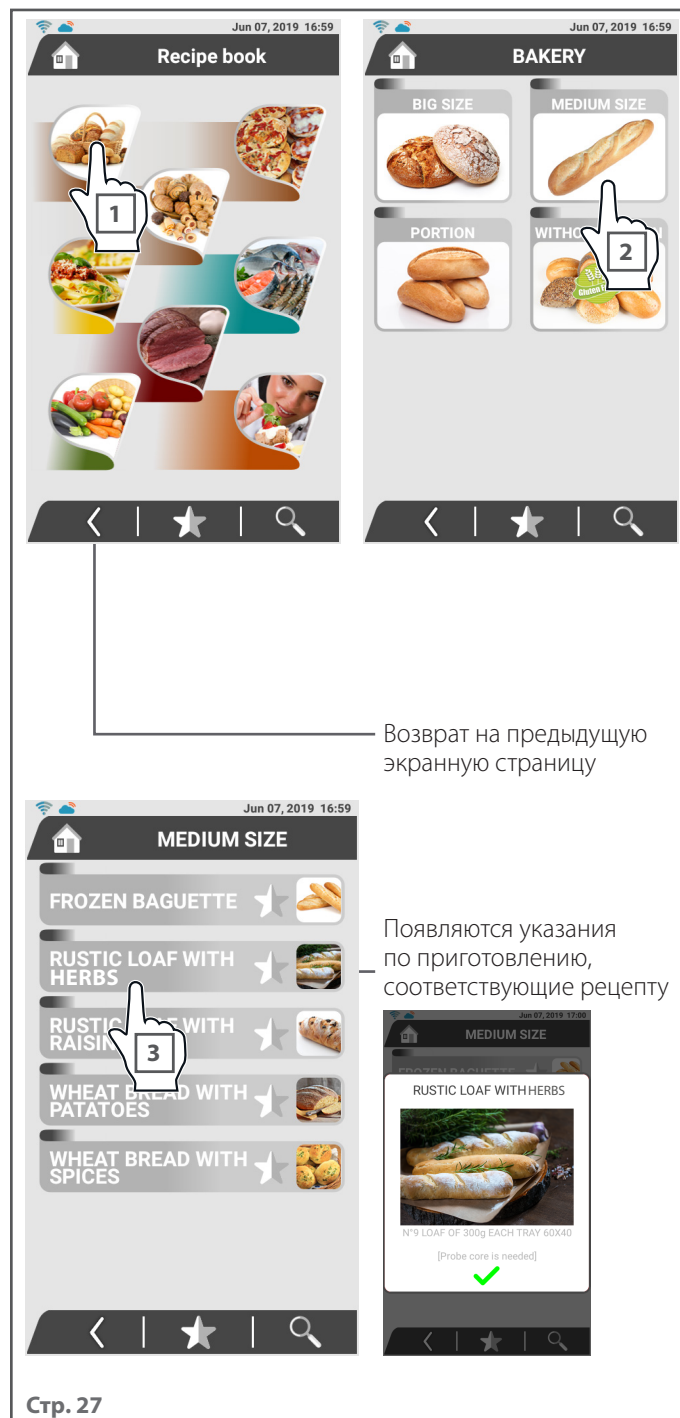 Jun 07, 2019 16:59
Recipe book
1
Jun 07, 2019 16:59
BAKERY
BIG SIZE
MEDIUM SIZE
2
PORTION
Возврат на предыдущую
экранную страницу
Jun 07, 2019 16:59
MEDIUM SIZE
FROZEN BAGUETTE
RUSTIC LOAF WITH
HERBS
WITH
3
WHEAT BREAD WITH
PATATOES
WHEAT BREAD WITH
SPICES
Появляются указания
по приготовлению,
соответствующие рецепту
Jun 07, 2019 17:00
MEDIUM SIZE
FROZEN BAGUETTE
RUSTIC LOAF WITH HERBS
N°9 LOAF OF 300g EACH TRAY 60X40
[Probe core is needed]
Стр. 27